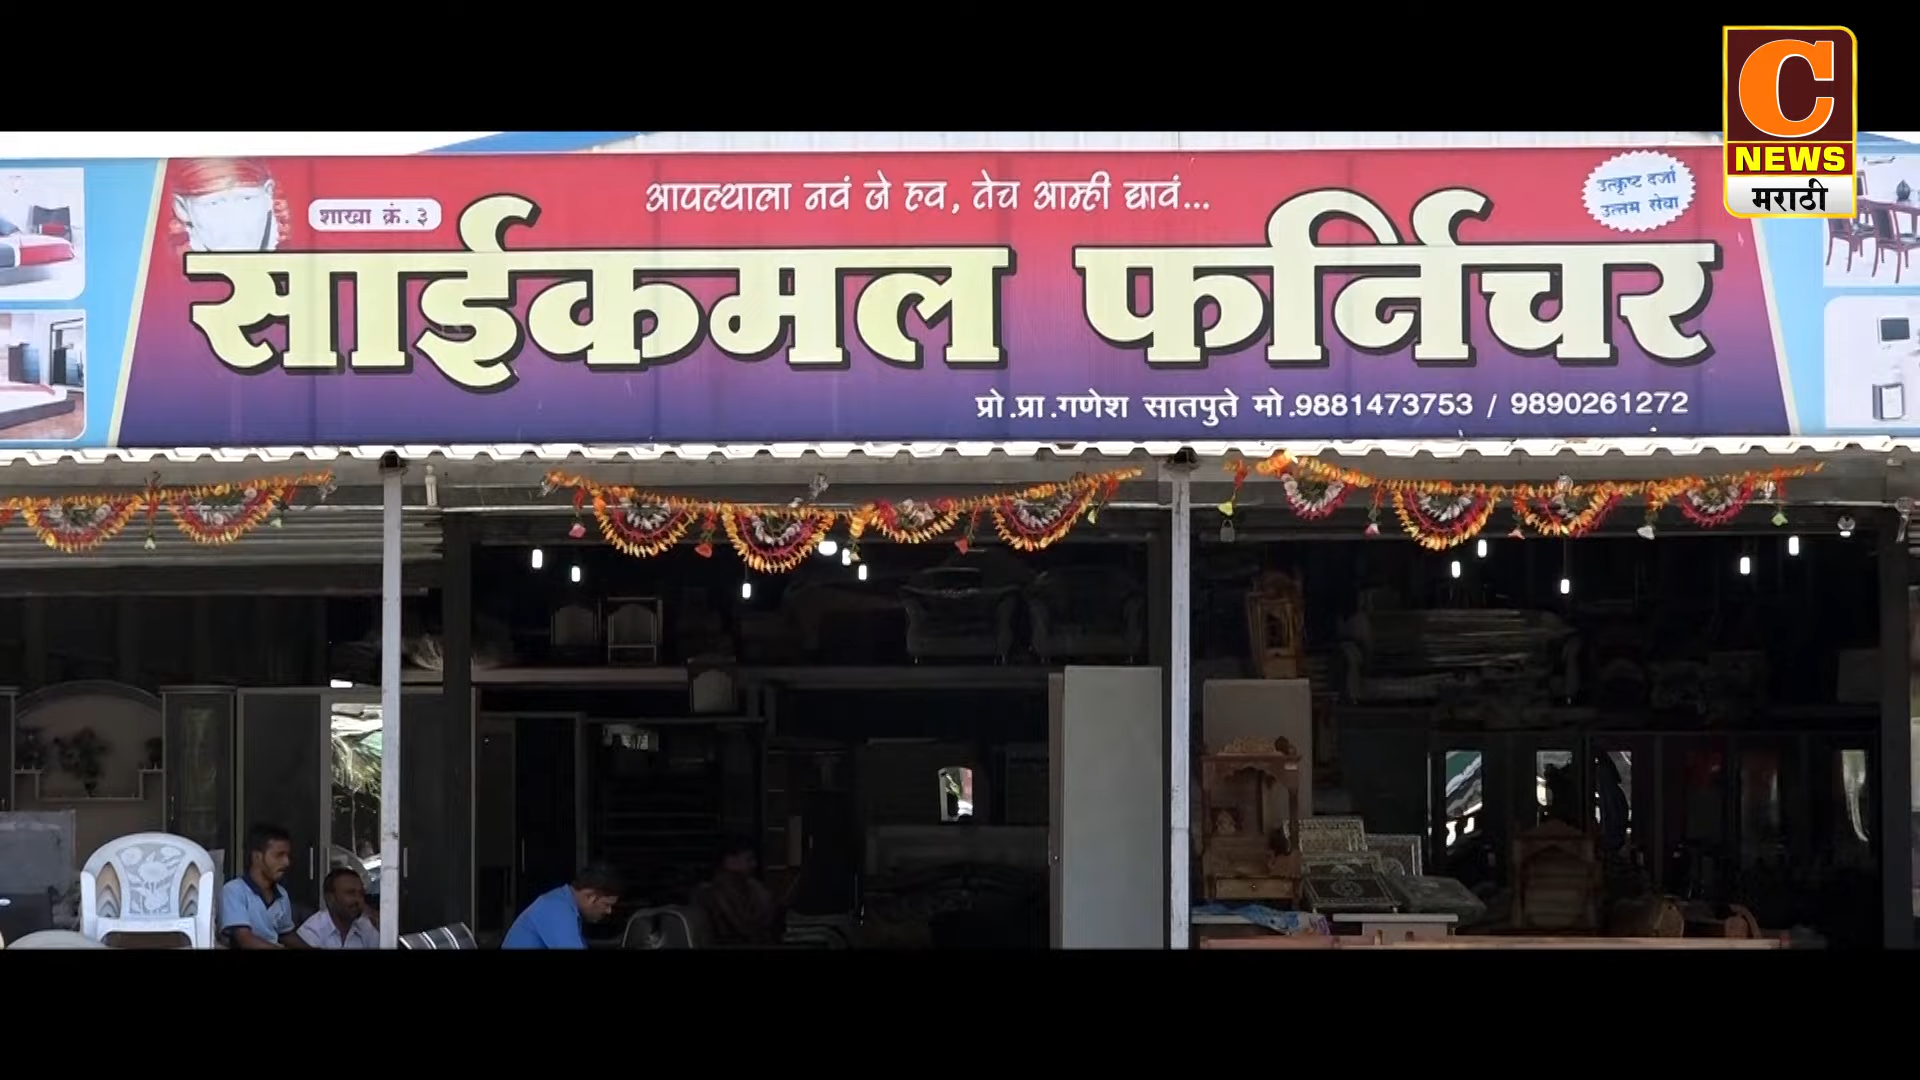 C
NEWS
मराठी
आपल्याला नवं जे हव, तेच आम्ही द्यावं...
उत्कृष्ट दर्जा
उत्तम सेवा
शाखा क्रं. ३
साईकमल फर्निचर
प्रो.प्रा.गणेश सातपुते मो.9881473753 / 9890261272